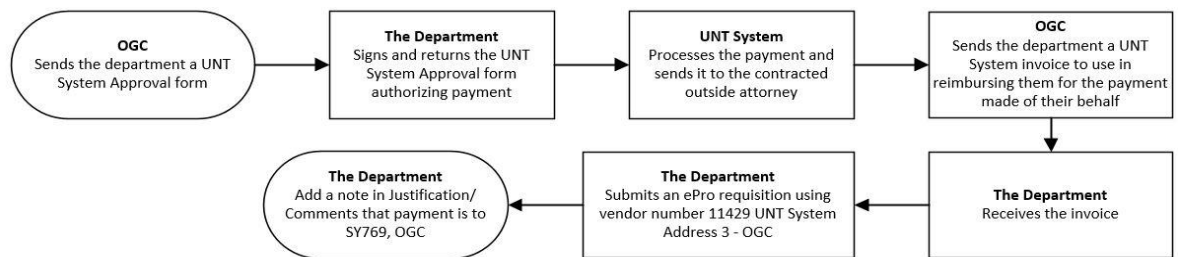 OGC
Sends the department a UNT
System Approval form
The Department
Signs and returns the UNT
System Approval form
authorizing payment
UNT System
Processes the payment and
sends it to the contracted
outside attorney
OGC
Sends the department a UNT
System invoice to use in
reimbursing them for the payment
made of their behalf
The Department
Receives the invoice
The Department
Submits an ePro requisition using
vendor number 11429 UNT System
Address 3 - OGC
The Department
Add a note in Justification/
Comments that payment is to
SY769, OGC